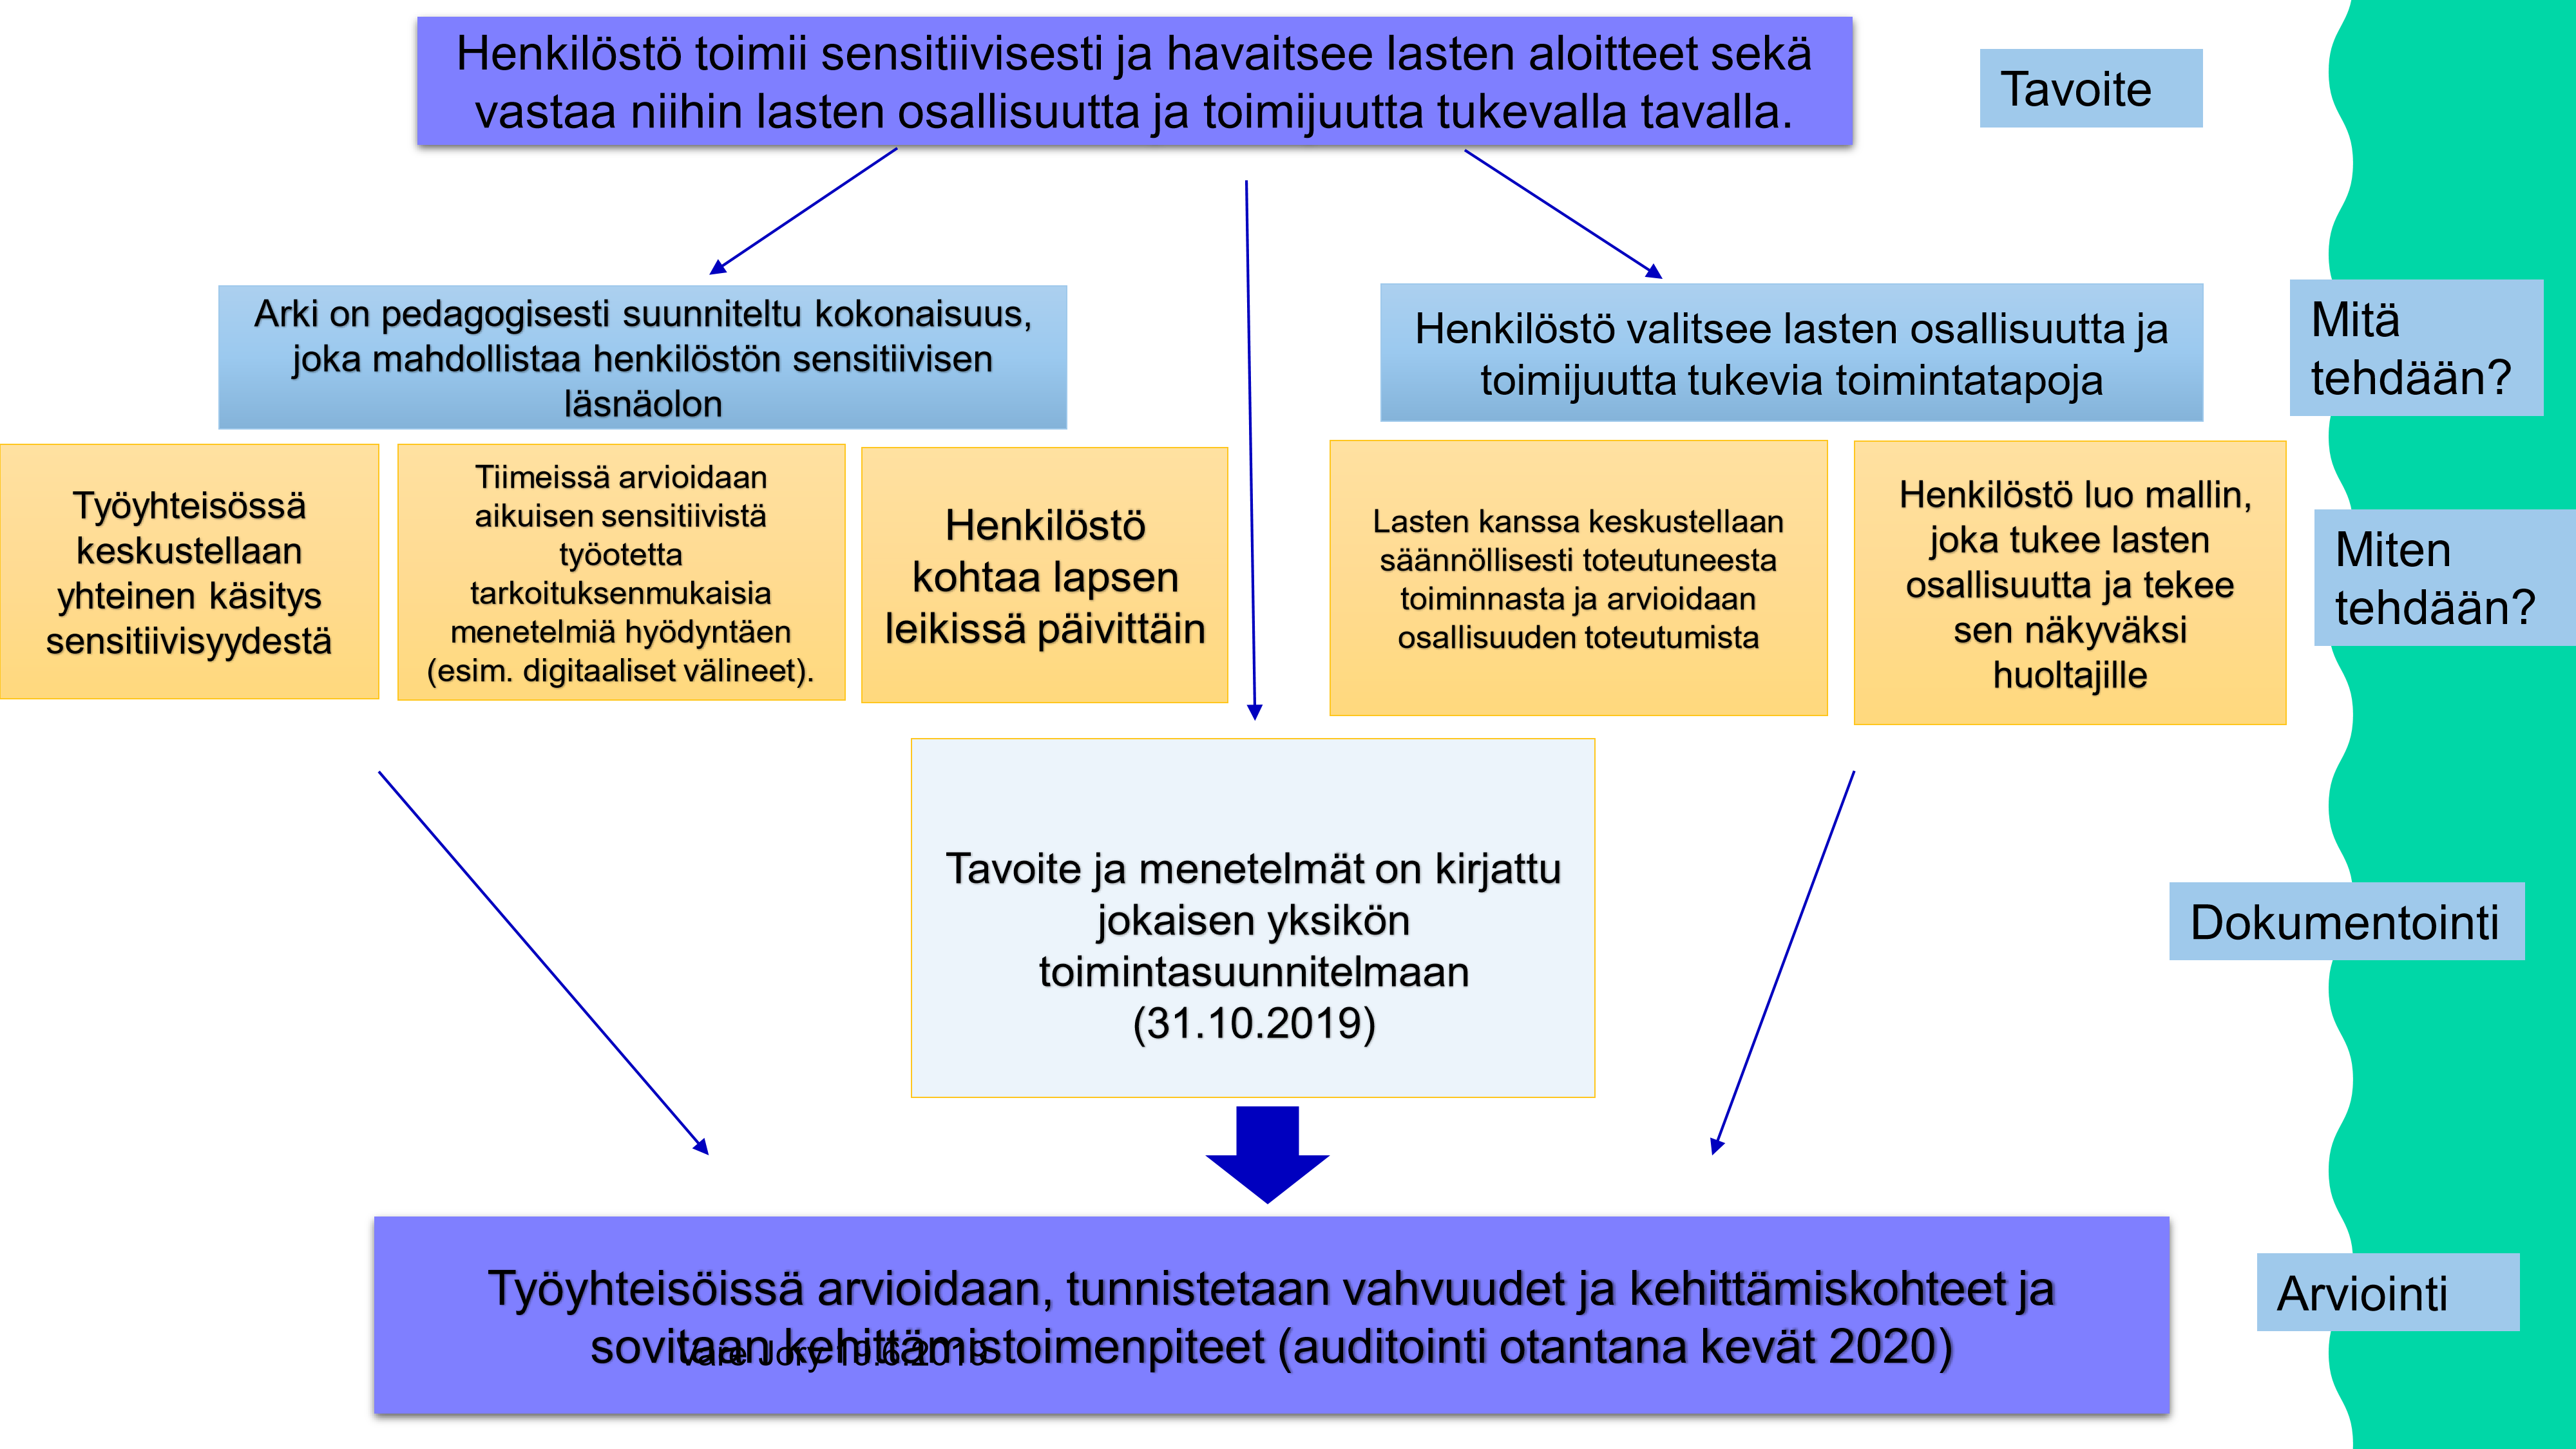 Henkilöstö toimii sensitiivisesti ja havaitsee lasten aloitteet sekä
vastaa niihin lasten osallisuutta ja toimijuutta tukevalla tavalla.
Tavoite
Arki on pedagogisesti suunniteltu kokonaisuus,
joka mahdollistaa henkilöstön sensitiivisen
läsnäolon
Henkilöstö valitsee lasten osallisuutta ja
toimijuutta tukevia toimintatapoja
Mitä
tehdään?
Työyhteisössä
keskustellaan
yhteinen käsitys
sensitiivisyydestä
Tiimeissä arvioidaan
aikuisen sensitiivistä
työotetta
tarkoituksenmukaisia
menetelmiä hyödyntäen
(esim. digitaaliset välineet).
Henkilöstö
kohtaa lapsen
leikissä päivittäin
Lasten kanssa keskustellaan
säännöllisesti toteutuneesta
toiminnasta ja arvioidaan
osallisuuden toteutumista
Henkilöstö luo mallin,
joka tukee lasten
osallisuutta ja tekee
sen näkyväksi
huoltajille
Miten
tehdään?
Tavoite ja menetelmät on kirjattu
jokaisen yksikön
toimintasuunnitelmaan
(31.10.2019)
Dokumentointi
Työyhteisöissä arvioidaan, tunnistetaan vahvuudet ja kehittämiskohteet ja
sovitaan kehittämistoimenpiteet (auditointi otantana kevät 2020)
Vare Jory 19.6.2019
Arviointi